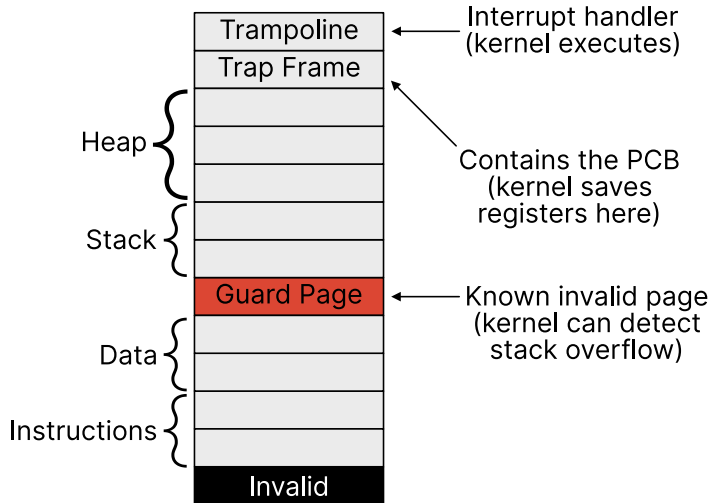 Trampoline
Interrupt handler
(kernel executes)
Trap Frame
Heap
Contains the PCB
(kernel saves
registers here)
Stack
Guard Page
Known invalid page
(kernel can detect
stack overflow)
Data
Instructions
Invalid